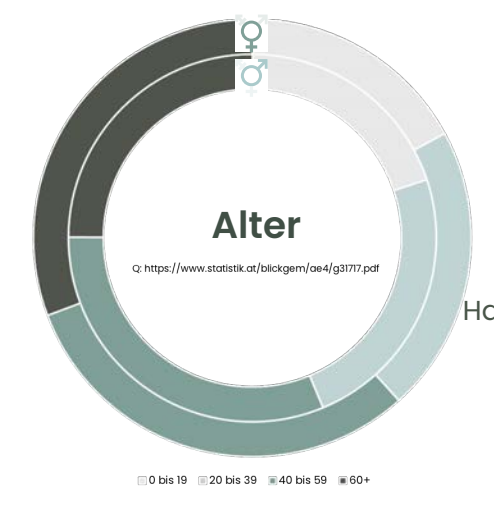 Alter
Q: https://www.statistik.at/blickgem/ae4/g31717.pdf
Ha
0 bis 19 20 bis 39 40 bis 59 60+